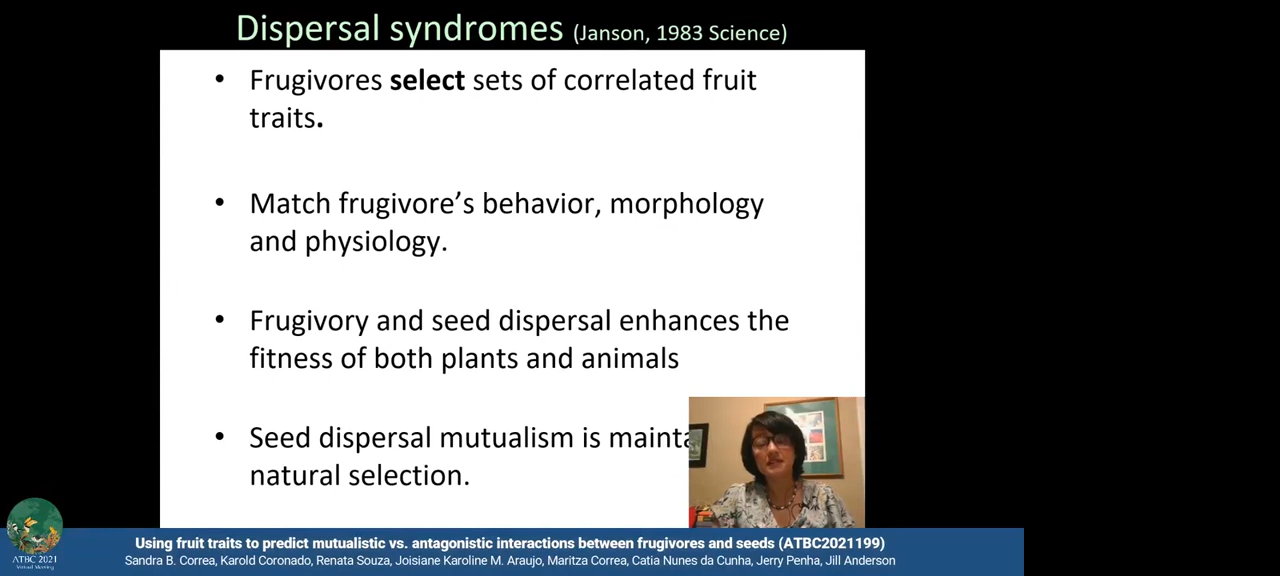 Dispersal syndromes (Janson, 1983 Science)
• Frugivores select sets of correlated fruit
traits.
• Match frugivore's behavior, morphology
and physiology.
• Frugivory and seed dispersal enhances the
fitness of both plants and animals
• Seed dispersal mutualism is
natural selection.
Using fruit traits to predict mutualistic vs. antagonistic interactions between frugivores and seeds (ATBC2021199)
Sandra B. Correa, Karold Coronado, Renata Souza, Joisiane Karoline M. Araujo, Maritza Correa, Catia Nunes da Cunha, Jerry Penha, Jill Anderson
ATBC 2021
Virtual Meeting